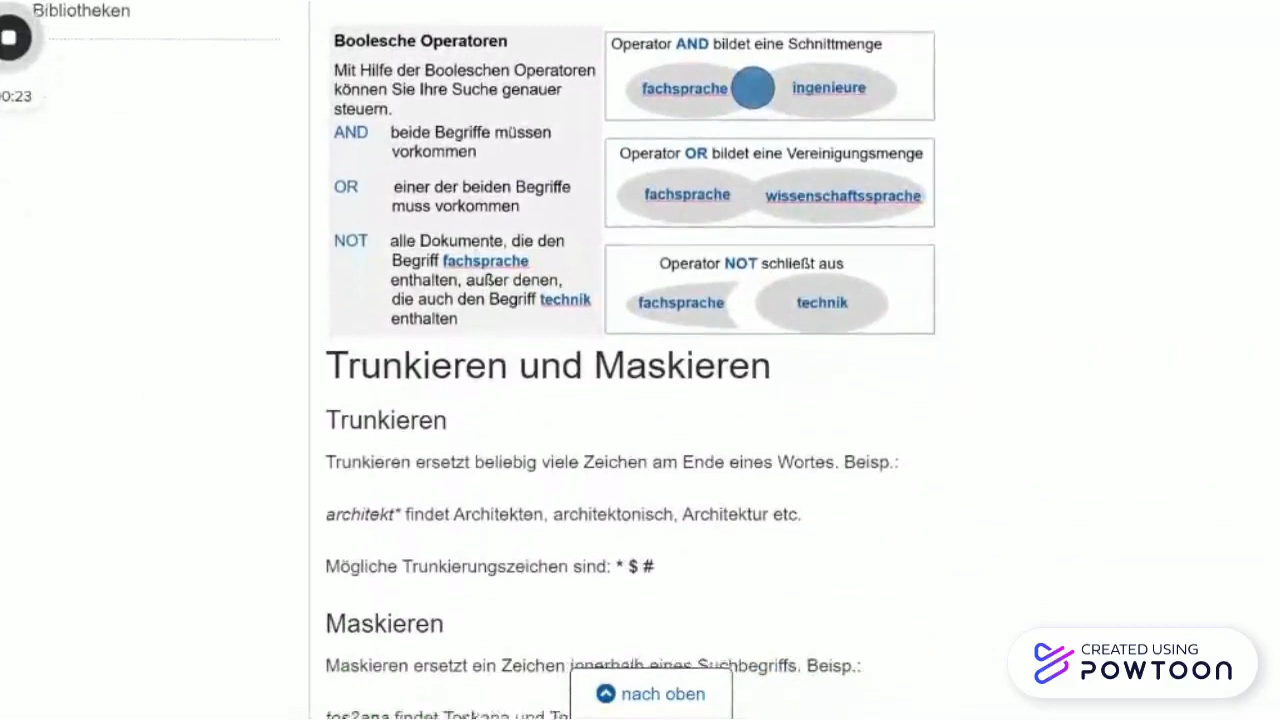 Bibliotheken
0:23
Boolesche Operatoren
Mit Hilfe der Booleschen Operatoren
können Sie Ihre Suche genauer
steuern.
AND beide Begriffe müssen
vorkommen
OR einer der beiden Begriffe
muss vorkommen
NOT alle Dokumente, die den
Begriff fachsprache
enthalten, außer denen,
die auch den Begriff technik
enthalten
Operator AND bildet eine Schnittmenge
fachsprache ingenieure
Operator OR bildet eine Vereinigungsmenge
fachsprache wissenschaftssprache
Operator NOT schließt aus
fachsprache technik
Trunkieren und Maskieren
Trunkieren
Trunkieren ersetzt beliebig viele Zeichen am Ende eines Wortes. Beisp.:
architekt* findet Architekten, architektonisch, Architektur etc.
Mögliche Trunkierungszeichen sind: * $ #
Maskieren
Maskieren ersetzt ein Zeichen innerhalb eines Suchbegriffs. Beisp.:
findet Toskana und
nach oben
CREATED USING
POWTOON